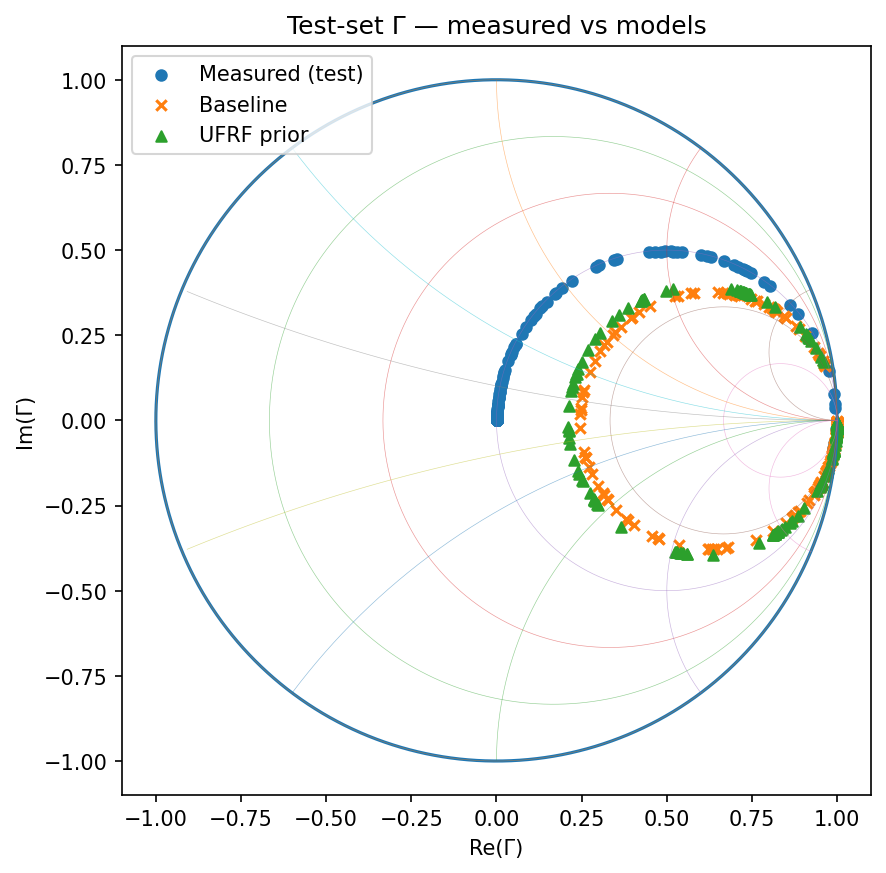 Test-set Γ — measured vs models
Measured (test)
Baseline
UFRF prior
1.00
0.75
0.50
0.25
0.00
−0.25
−0.50
−0.75
−1.00
Im(Γ)
−1.00 −0.75 −0.50 −0.25 0.00 0.25 0.50 0.75 1.00
Re(Γ)